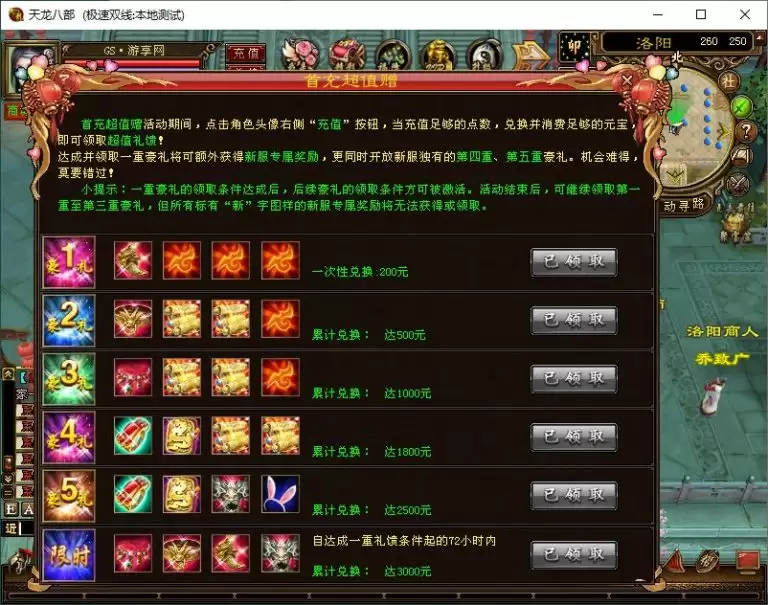 天龙八部 (极速双线:本地测试)
GS·游享网
充值
卯
洛阳 260 250
北
首充超值赠
社
首充超值赠活动期间，点击角色头像右侧“充值”按钮，当充值足够的点数，兑换并消费足够的元宝，
即可领取超值礼馈！
达成并领取一重豪礼将可额外获得新服专属奖励，更同时开放新服独有的第四重、第五重豪礼。机会难得，
莫要错过！
小提示：一重豪礼的领取条件达成后，后续豪礼的领取条件方可被激活。活动结束后，可继续领取第一
重至第三重豪礼，但所有标有“新”字图样的新服专属奖励将无法获得或领取。
动寻路
1
豪礼
一次性兑换:200元
已领取
2
豪礼
累计兑换： 达500元
已领取
3
豪礼
累计兑换： 达1000元
已领取
4
豪礼
累计兑换： 达1800元
已领取
5
豪礼
累计兑换： 达2500元
已领取
限时
自达成一重礼馈条件起的72小时内
累计兑换： 达3000元
已领取
洛阳商人
乔致广
E A
近